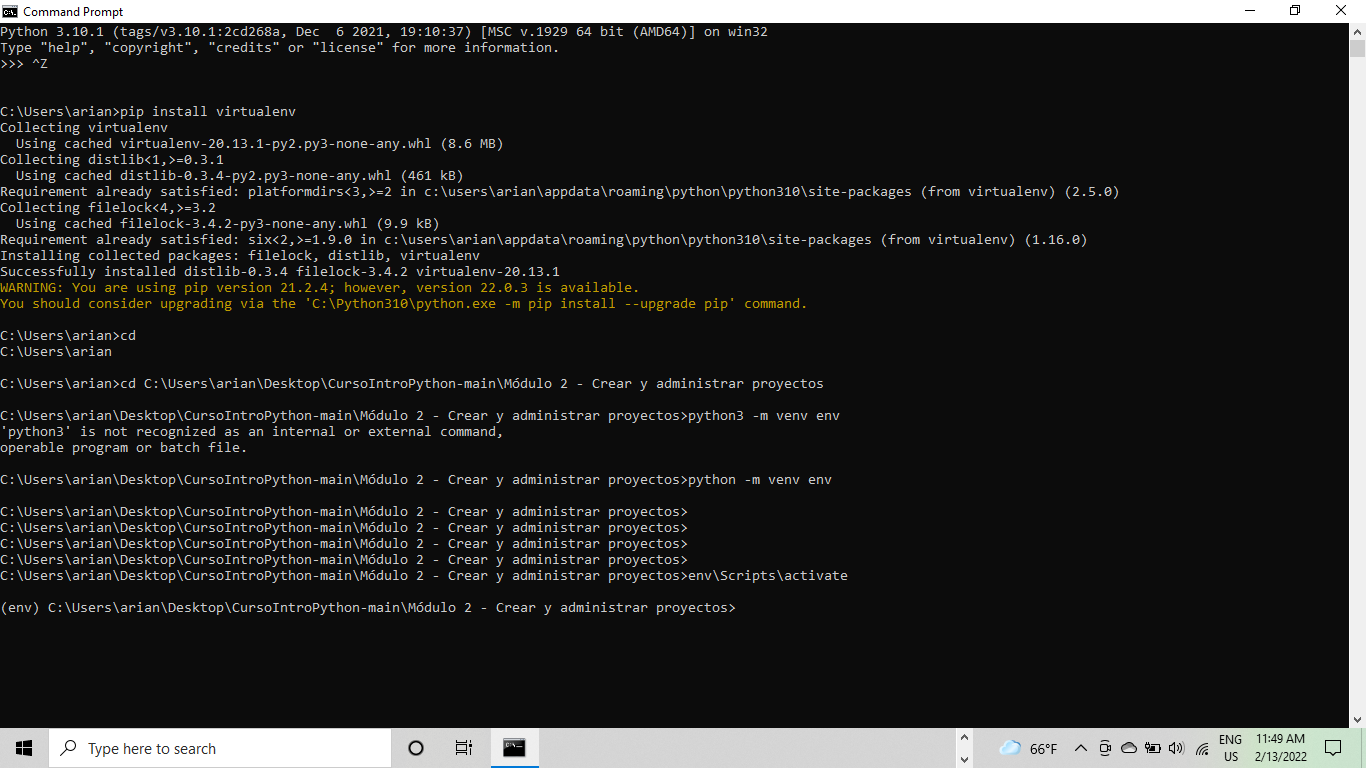 Command Prompt
Python 3.10.1 (tags/v3.10.1:2cd268a, Dec  6 2021, 19:10:37) [MSC v.1929 64 bit (AMD64)] on win32
Type "help", "copyright", "credits" or "license" for more information.
>>> ^Z
C:\Users\arian>pip install virtualenv
Collecting virtualenv
  Using cached virtualenv-20.13.1-py2.py3-none-any.whl (8.6 MB)
Collecting distlib<1,>=0.3.1
  Using cached distlib-0.3.4-py2.py3-none-any.whl (461 kB)
Requirement already satisfied: platformdirs<3,>=2 in c:\users\arian\appdata\roaming\python\python310\site-packages (from virtualenv) (2.5.0)
Collecting filelock<4,>=3.2
  Using cached filelock-3.4.2-py3-none-any.whl (9.9 kB)
Requirement already satisfied: six<2,>=1.9.0 in c:\users\arian\appdata\roaming\python\python310\site-packages (from virtualenv) (1.16.0)
Installing collected packages: filelock, distlib, virtualenv
Successfully installed distlib-0.3.4 filelock-3.4.2 virtualenv-20.13.1
WARNING: You are using pip version 21.2.4; however, version 22.0.3 is available.
You should consider upgrading via the 'C:\Python310\python.exe -m pip install --upgrade pip' command.
C:\Users\arian>cd
C:\Users\arian
C:\Users\arian>cd C:\Users\arian\Desktop\CursoIntroPython-main\Módulo 2 - Crear y administrar proyectos
C:\Users\arian\Desktop\CursoIntroPython-main\Módulo 2 - Crear y administrar proyectos>python3 -m venv env
'python3' is not recognized as an internal or external command,
operable program or batch file.
C:\Users\arian\Desktop\CursoIntroPython-main\Módulo 2 - Crear y administrar proyectos>python -m venv env
C:\Users\arian\Desktop\CursoIntroPython-main\Módulo 2 - Crear y administrar proyectos>
C:\Users\arian\Desktop\CursoIntroPython-main\Módulo 2 - Crear y administrar proyectos>
C:\Users\arian\Desktop\CursoIntroPython-main\Módulo 2 - Crear y administrar proyectos>
C:\Users\arian\Desktop\CursoIntroPython-main\Módulo 2 - Crear y administrar proyectos>
C:\Users\arian\Desktop\CursoIntroPython-main\Módulo 2 - Crear y administrar proyectos>env\Scripts\activate
(env) C:\Users\arian\Desktop\CursoIntroPython-main\Módulo 2 - Crear y administrar proyectos>
Type here to search
66°F
ENG
US
11:49 AM
2/13/2022